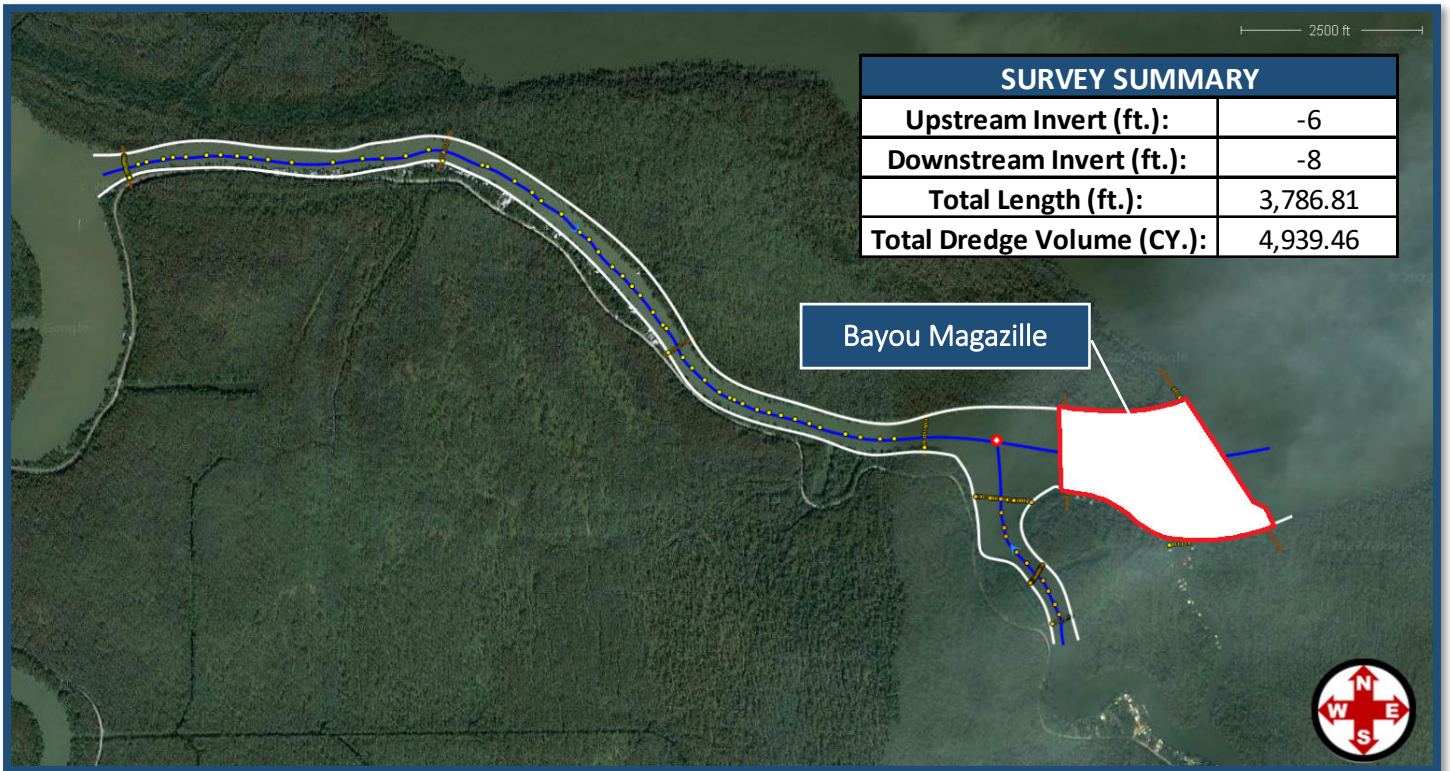 2500 ft
SURVEY SUMMARY
Upstream Invert (ft.): -6
Downstream Invert (ft.): -8
Total Length (ft.): 3,786.81
Total Dredge Volume (CY.): 4,939.46
Bayou Magazille
Google
N
W E
S